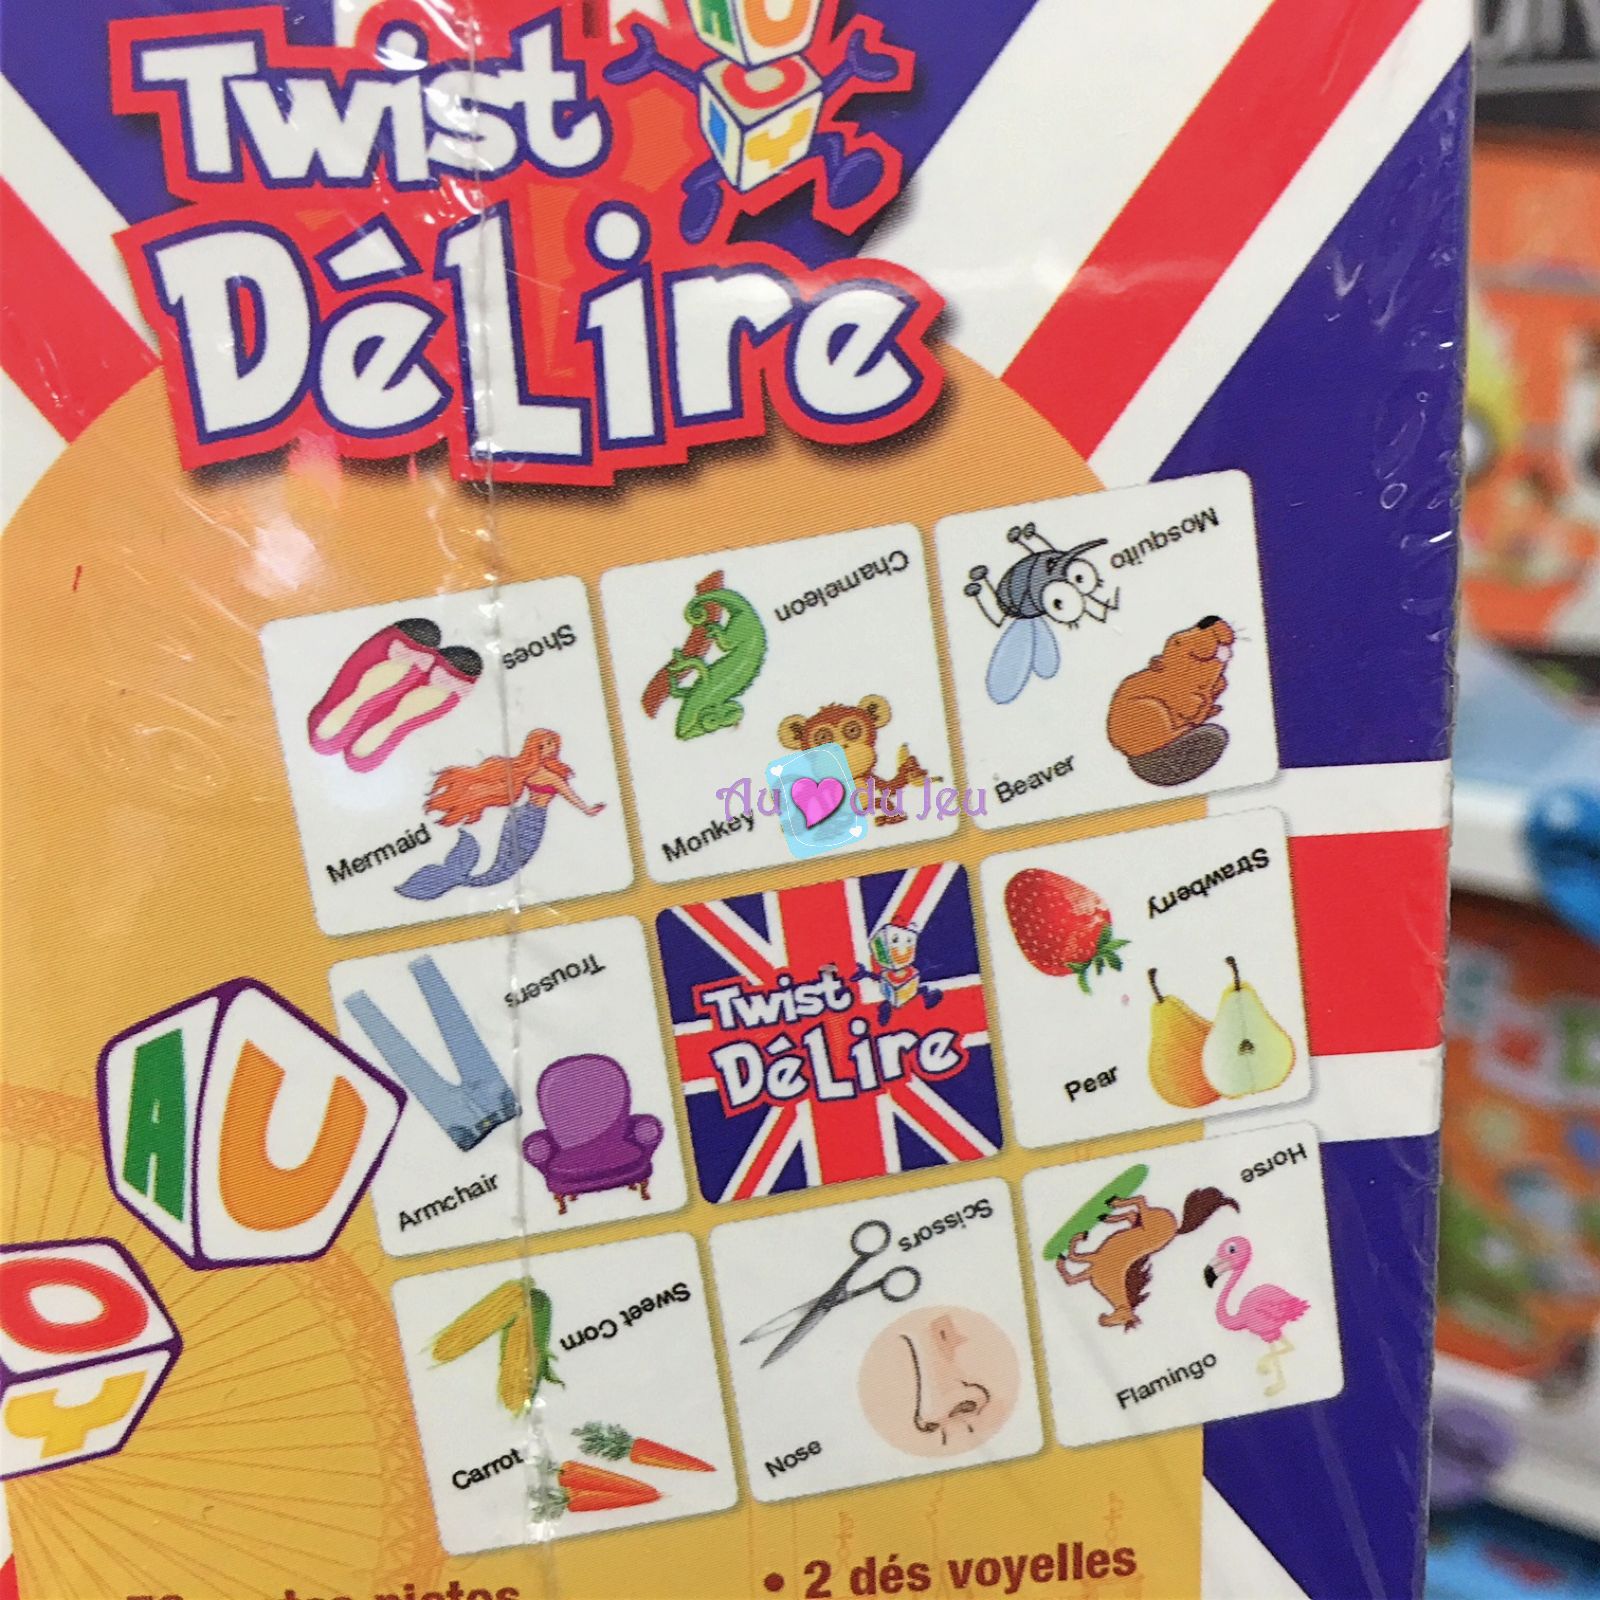 Twist
DéLire
Shoes
Mermaid
Chameleon
Monkey
Mosquito
Beaver
Au du Jeu
Trousers
Armchair
Twist
DéLire
Strawberry
Pear
A U
O
Y
Sweet Corn
Carrot
Scissors
Nose
Horse
Flamingo
• 2 dés voyelles